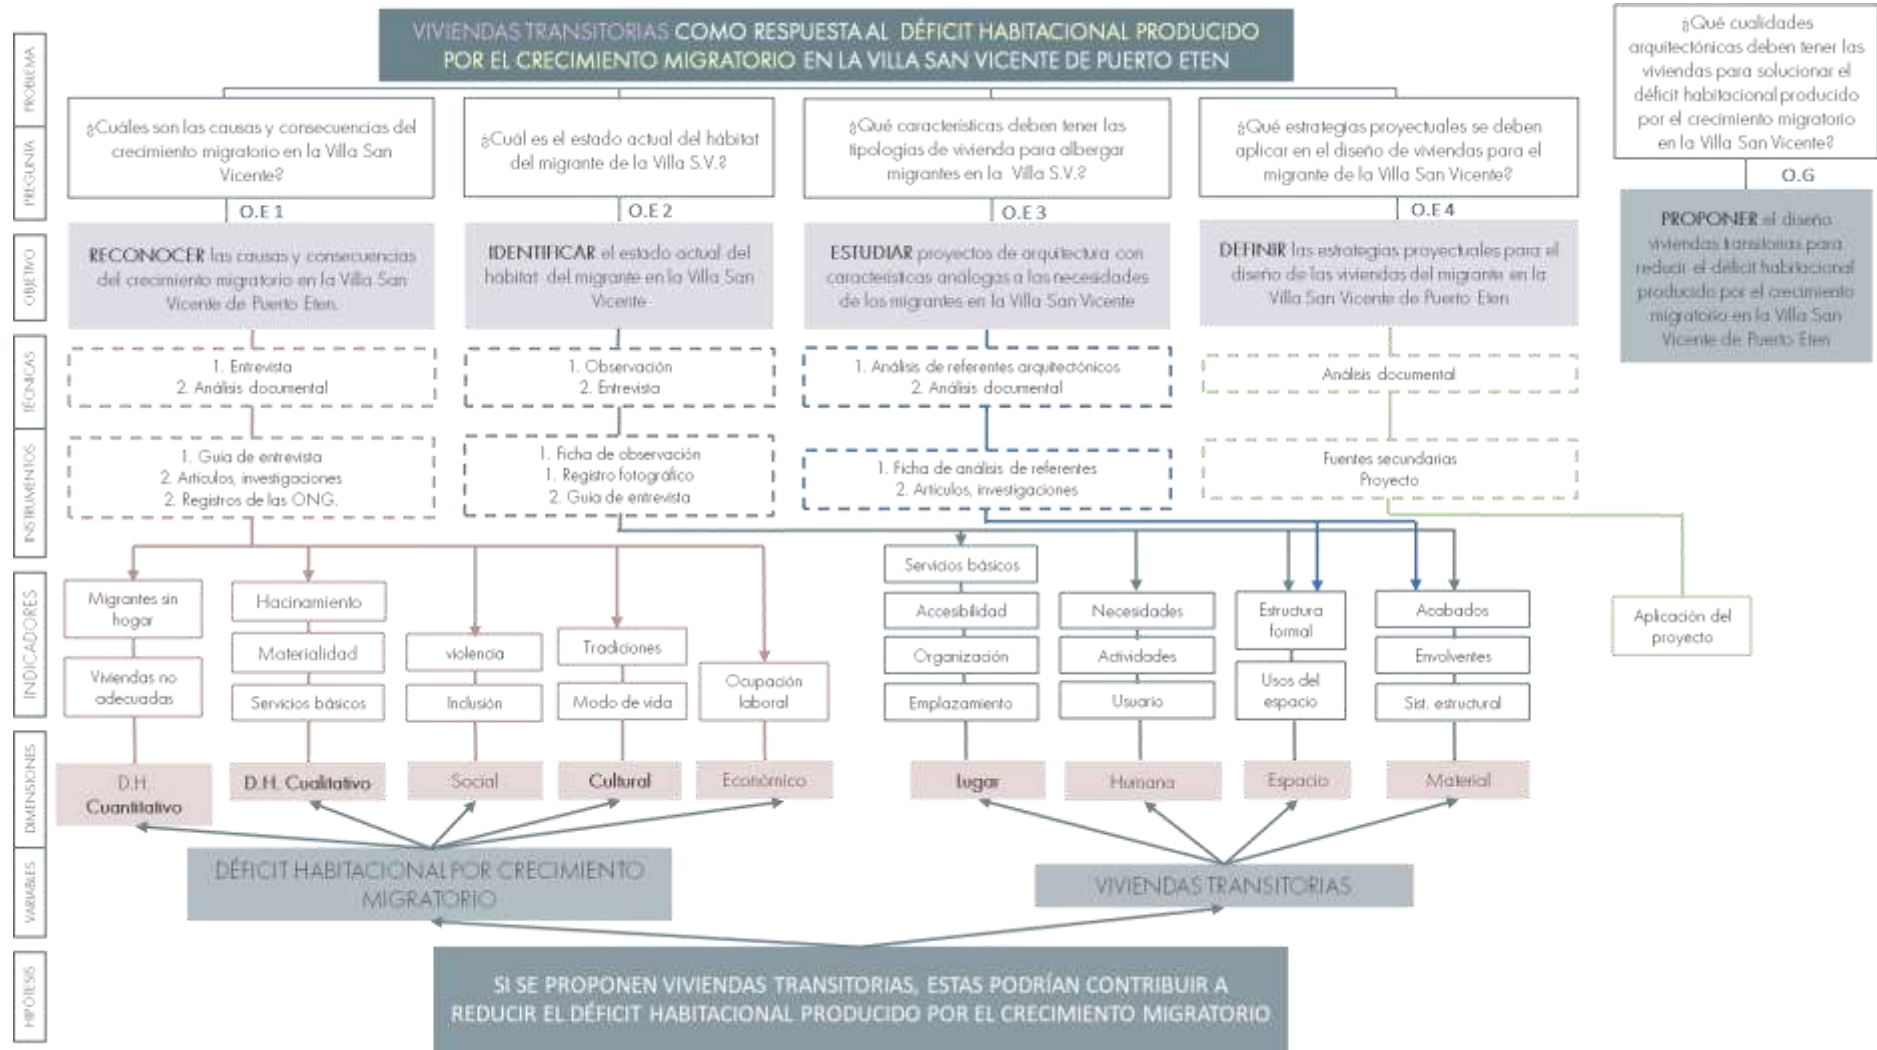 VIVIENDAS TRANSITORIAS COMO RESPUESTA AL DÉFICIT HABITACIONAL PRODUCIDO
POR EL CRECIMIENTO MIGRATORIO EN LA VILLA SAN VICENTE DE PUERTO ETEN
¿Qué cualidades
arquitectónicas deben tener las
viviendas para solucionar el
déficit habitacional producido
por el crecimiento migratorio
en la Villa San Vicente?
O.G
PROPONER el diseño
viviendas transitorias para
reducir el déficit habitacional
producido por el crecimiento
migratorio en la Villa San
Vicente de Puerto Eten
PROBLEMA
PREGUNTA
¿Cuáles son las causas y consecuencias del
crecimiento migratorio en la Villa San
Vicente?
¿Cuál es el estado actual del hábitat
del migrante de la Villa S.V.?
¿Qué características deben tener las
tipologías de vivienda para albergar
migrantes en la Villa S.V.?
¿Qué estrategias proyectuales se deben
aplicar en el diseño de viviendas para el
migrante de la Villa San Vicente?
O.E 1
O.E 2
O.E 3
O.E 4
OBJETIVO
RECONOCER las causas y consecuencias
del crecimiento migratorio en la Villa San
Vicente de Puerto Eten.
IDENTIFICAR el estado actual del
hábitat del migrante en la Villa San
Vicente
ESTUDIAR proyectos de arquitectura con
características análogas a las necesidades
de los migrantes en la Villa San Vicente
DEFINIR las estrategias proyectuales para el
diseño de las viviendas del migrante en la
Villa San Vicente de Puerto Eten
TÉCNICAS
1. Entrevista
2. Análisis documental
1. Observación
2. Entrevista
1. Análisis de referentes arquitectónicos
2. Análisis documental
Análisis documental
INSTRUMENTOS
1. Guía de entrevista
2. Artículos, investigaciones
2. Registros de las ONG.
1. Ficha de observación
1. Registro fotográfico
2. Guía de entrevista
1. Ficha de análisis de referentes
2. Artículos, investigaciones
Fuentes secundarias
Proyecto
INDICADORES
Migrantes sin
hogar
Viviendas no
adecuadas
Hacinamiento
Materialidad
Servicios básicos
violencia
Inclusión
Tradiciones
Modo de vida
Ocupación
laboral
Servicios básicos
Accesibilidad
Organización
Emplazamiento
Necesidades
Actividades
Usuario
Estructura
formal
Usos del
espacio
Acabados
Envolventes
Sist. estructural
Aplicación del
proyecto
DIMENSIONES
D.H.
Cuantitativo
D.H. Cualitativo
Social
Cultural
Económico
Lugar
Humana
Espacio
Material
VARIABLES
DÉFICIT HABITACIONAL POR CRECIMIENTO
MIGRATORIO
VIVIENDAS TRANSITORIAS
HIPÓTESIS
SI SE PROPONEN VIVIENDAS TRANSITORIAS, ESTAS PODRÍAN CONTRIBUIR A
REDUCIR EL DÉFICIT HABITACIONAL PRODUCIDO POR EL CRECIMIENTO MIGRATORIO